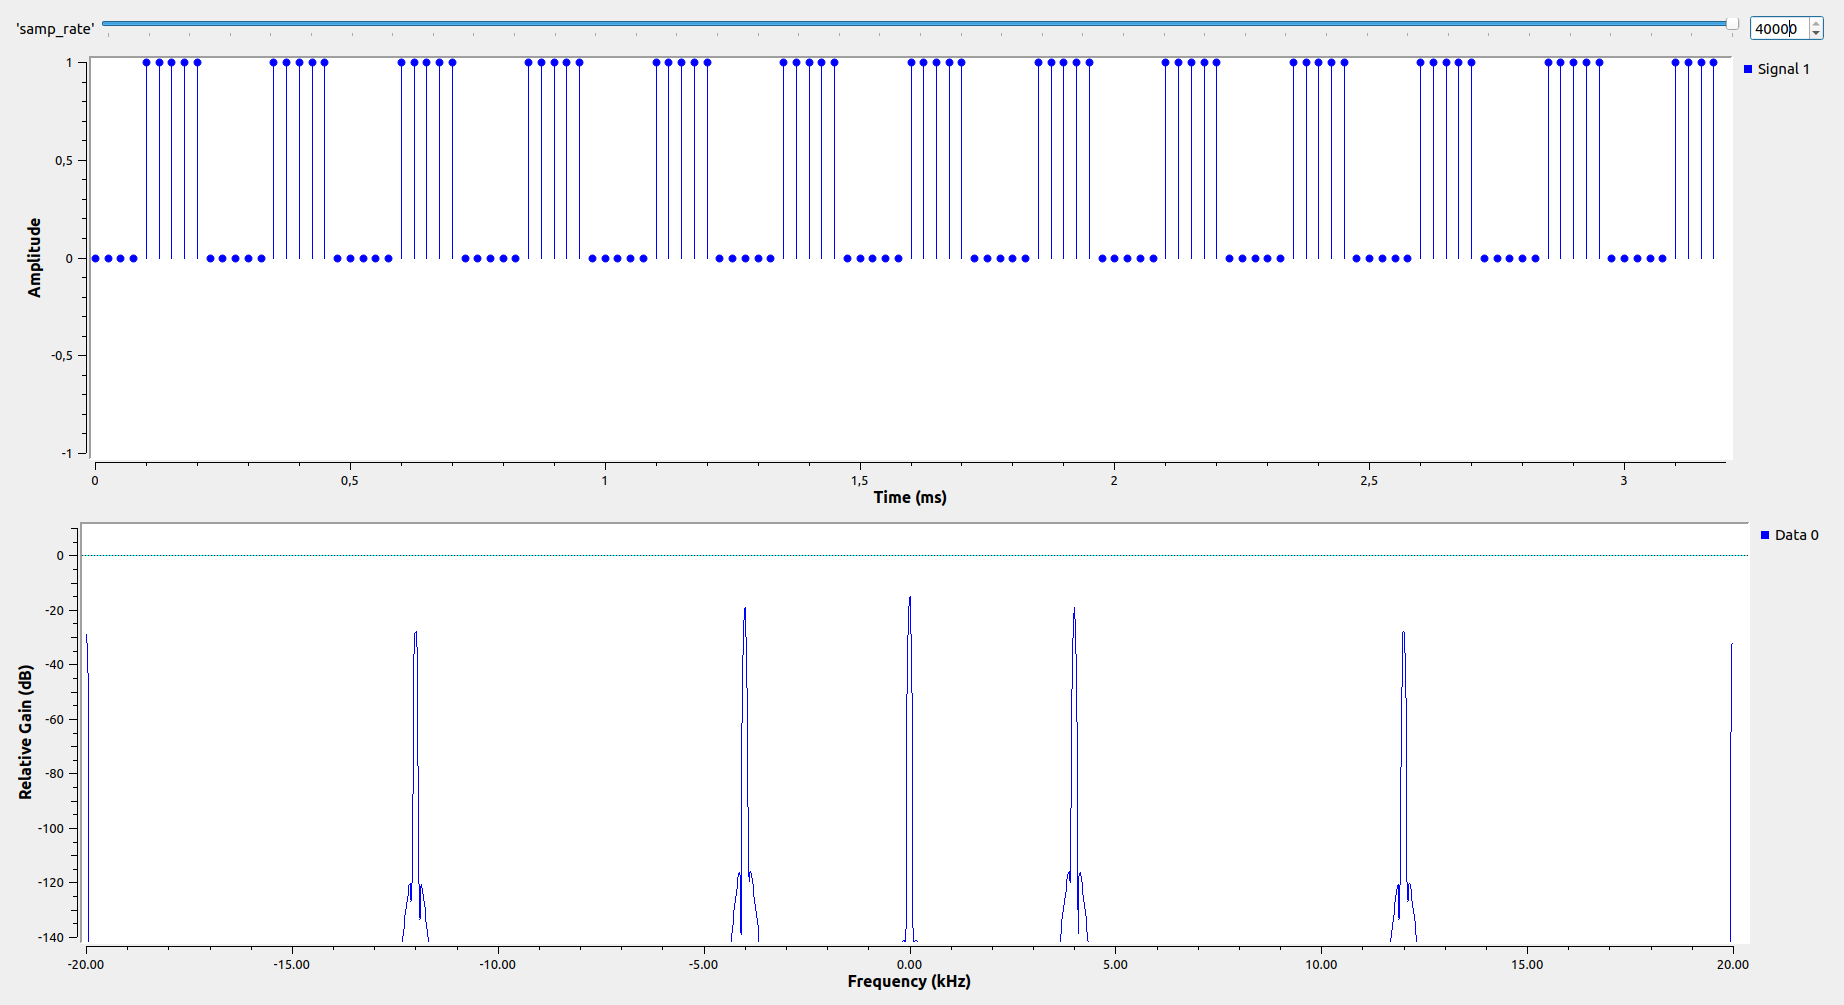 'samp_rate' 40000
Signal 1
1
0,5
0
-0,5
-1
Amplitude
0 0,5 1 1,5 2 2,5 3
Time (ms)
Data 0
0
-20
-40
-60
-80
-100
-120
-140
Relative Gain (dB)
-20.00 -15.00 -10.00 -5.00 0.00 5.00 10.00 15.00 20.00
Frequency (kHz)